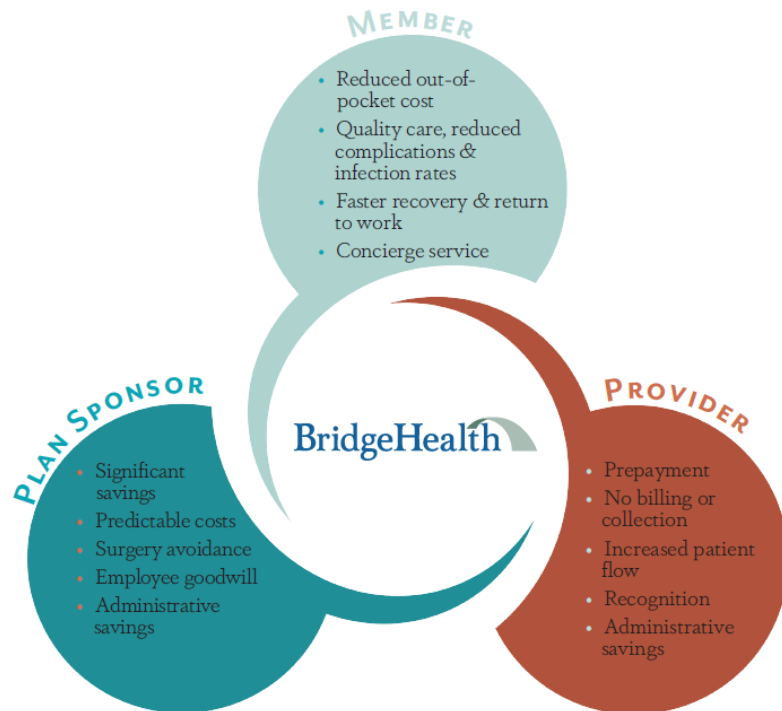 MEMBER
• Reduced out-of-
pocket cost
• Quality care, reduced
complications &
infection rates
• Faster recovery & return
to work
• Concierge service
BridgeHealth
PLAN SPONSOR
• Significant
savings
• Predictable costs
• Surgery avoidance
• Employee goodwill
• Administrative
savings
PROVIDER
• Prepayment
• No billing or
collection
• Increased patient
flow
• Recognition
• Administrative
savings